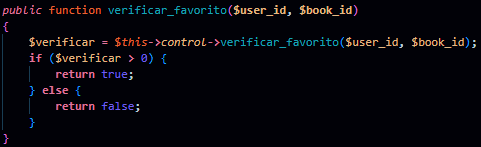 public function verificar_favorito($user_id, $book_id)
{
    $verificar = $this->control->verificar_favorito($user_id, $book_id);
    if ($verificar > 0) {
        return true;
    } else {
        return false;
    }
}